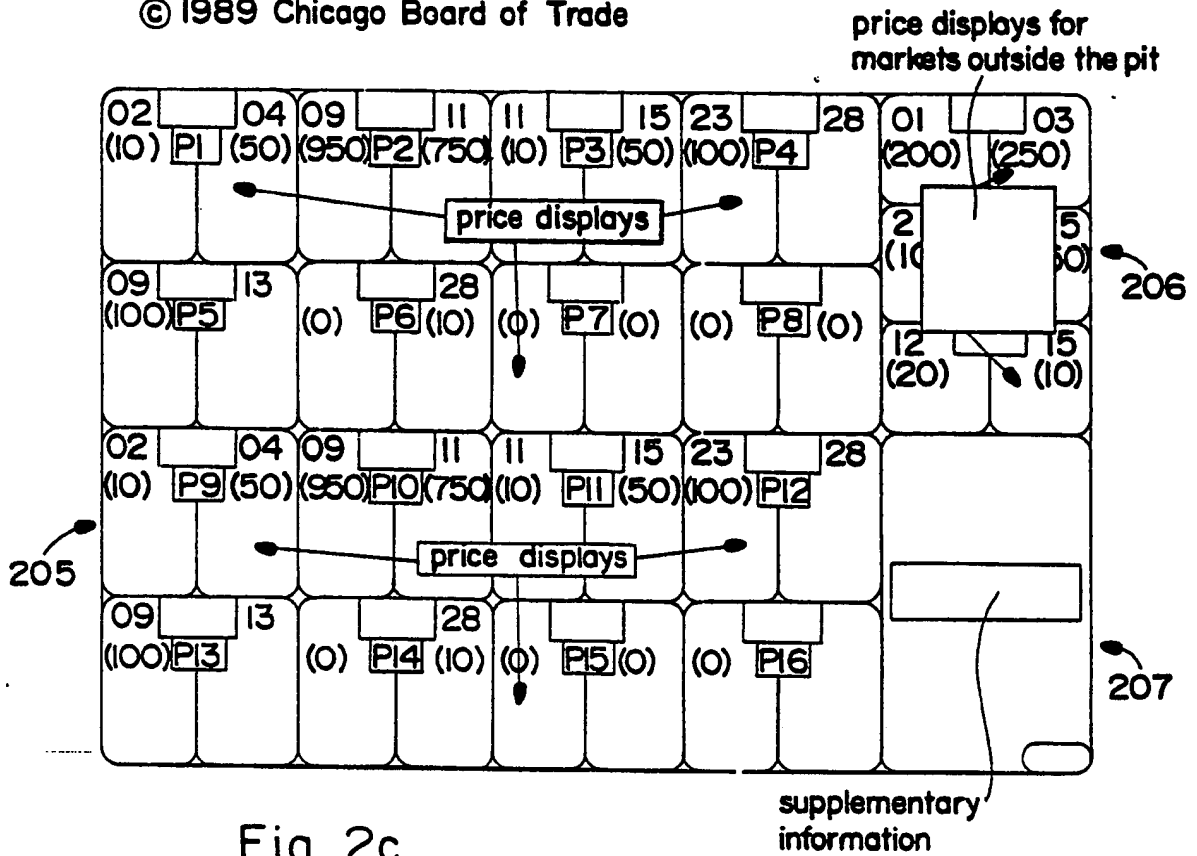 © 1989 Chicago Board of Trade
price displays for
markets outside the pit
02 04 09 11 11 15 23 28 01 03
(10) P1 (50) (950) P2 (750) (10) P3 (50) (100) P4 (200) (250)
price displays
2 5
(10 50)
206
09 13 28
(100) P5 (0) P6 (10) (0) P7 (0) (0) P8 (0)
12 15
(20) (10)
02 04 09 11 11 15 23 28
(10) P9 (50) (950) P10 (750) (10) P11 (50) (100) P12
price displays
205
09 13 28
(100) P13 (0) P14 (10) (0) P15 (0) (0) P16
207
supplementary
information
Fig. 2c